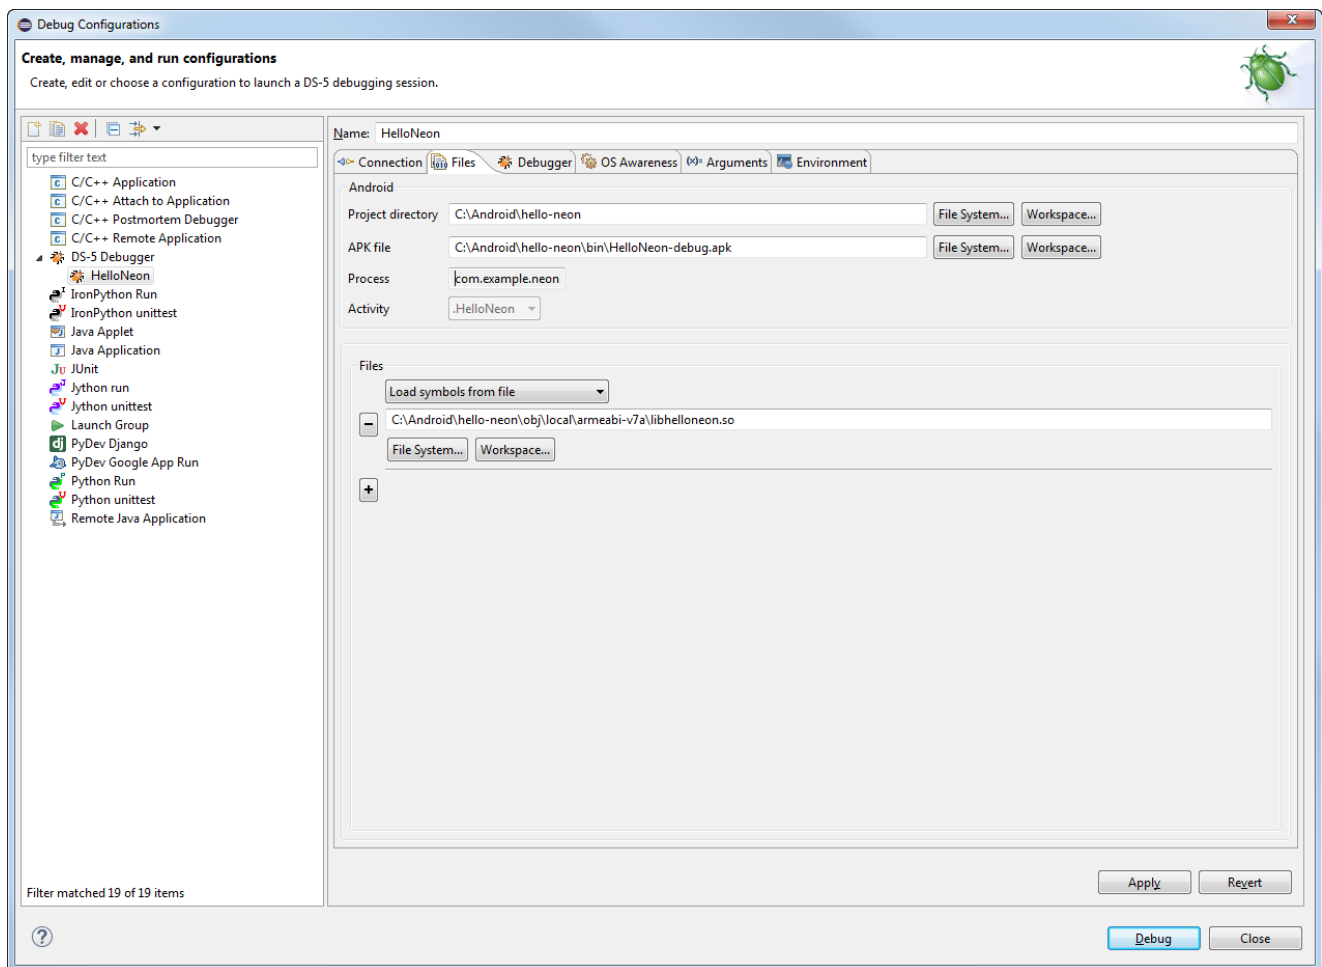 Debug Configurations
Create, manage, and run configurations
Create, edit or choose a configuration to launch a DS-5 debugging session.
type filter text
C/C++ Application
C/C++ Attach to Application
C/C++ Postmortem Debugger
C/C++ Remote Application
DS-5 Debugger
HelloNeon
IronPython Run
IronPython unittest
Java Applet
Java Application
JUnit
Jython run
Jython unittest
Launch Group
PyDev Django
PyDev Google App Run
Python Run
Python unittest
Remote Java Application
Filter matched 19 of 19 items
Name: HelloNeon
Connection Files Debugger OS Awareness Arguments Environment
Android
Project directory C:\Android\hello-neon File System... Workspace...
APK file C:\Android\hello-neon\bin\HelloNeon-debug.apk File System... Workspace...
Process com.example.neon
Activity .HelloNeon
Files
Load symbols from file
C:\Android\hello-neon\obj\local\armeabi-v7a\libhelloneon.so
File System... Workspace...
Apply Revert
Debug Close